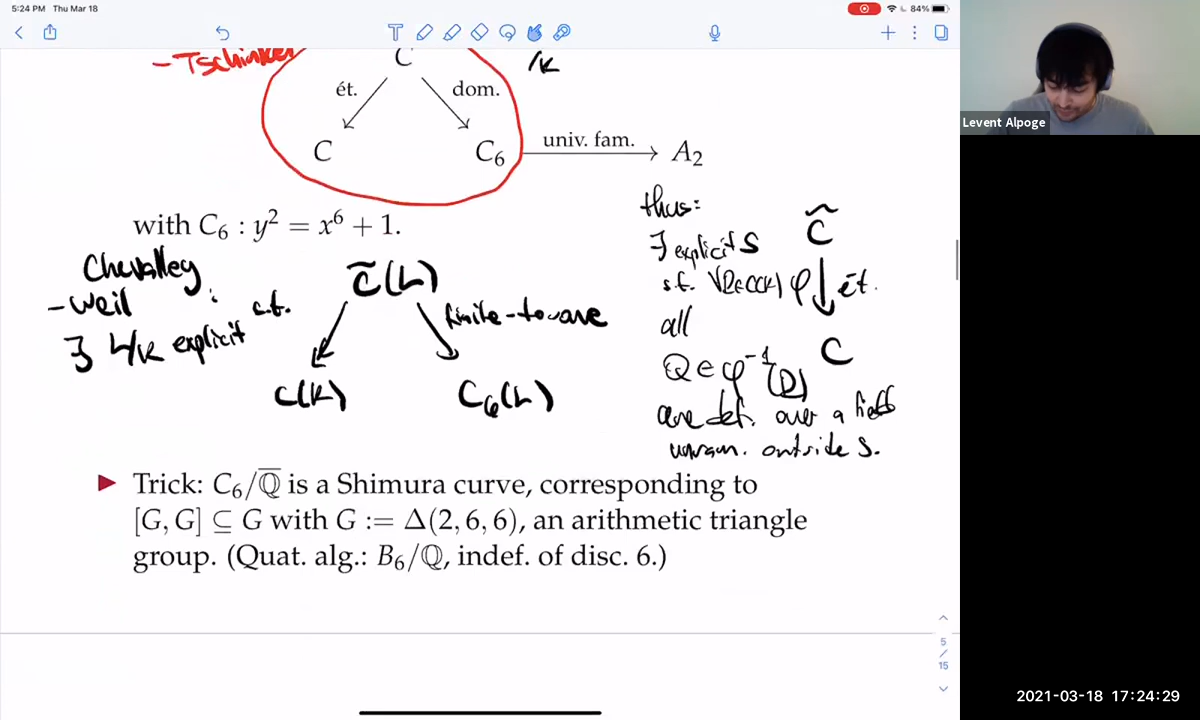 5:24 PM Thu Mar 18
84%
- Tschinkel
C
/K
ét.
dom.
C
C₆
univ. fam.
A₂
with C₆ : y² = x⁶ + 1.
thus:
∃ explicit S
s.t. ∀P∈C(K)
all
Q ∈ φ⁻¹(P)
are def. over a field
unram. outside S.
C̃
φ ét.
C
Chevalley
- Weil :
∃ L/K explicit s.t.
C̃(L)
finite-to-one
C(K)
C₆(L)
Trick: C₆/ℚ̅ is a Shimura curve, corresponding to
[G, G] ⊆ G with G := Δ(2, 6, 6), an arithmetic triangle
group. (Quat. alg.: B₆/ℚ, indef. of disc. 6.)
5
/
15
Levent Alpoge
2021-03-18 17:24:29